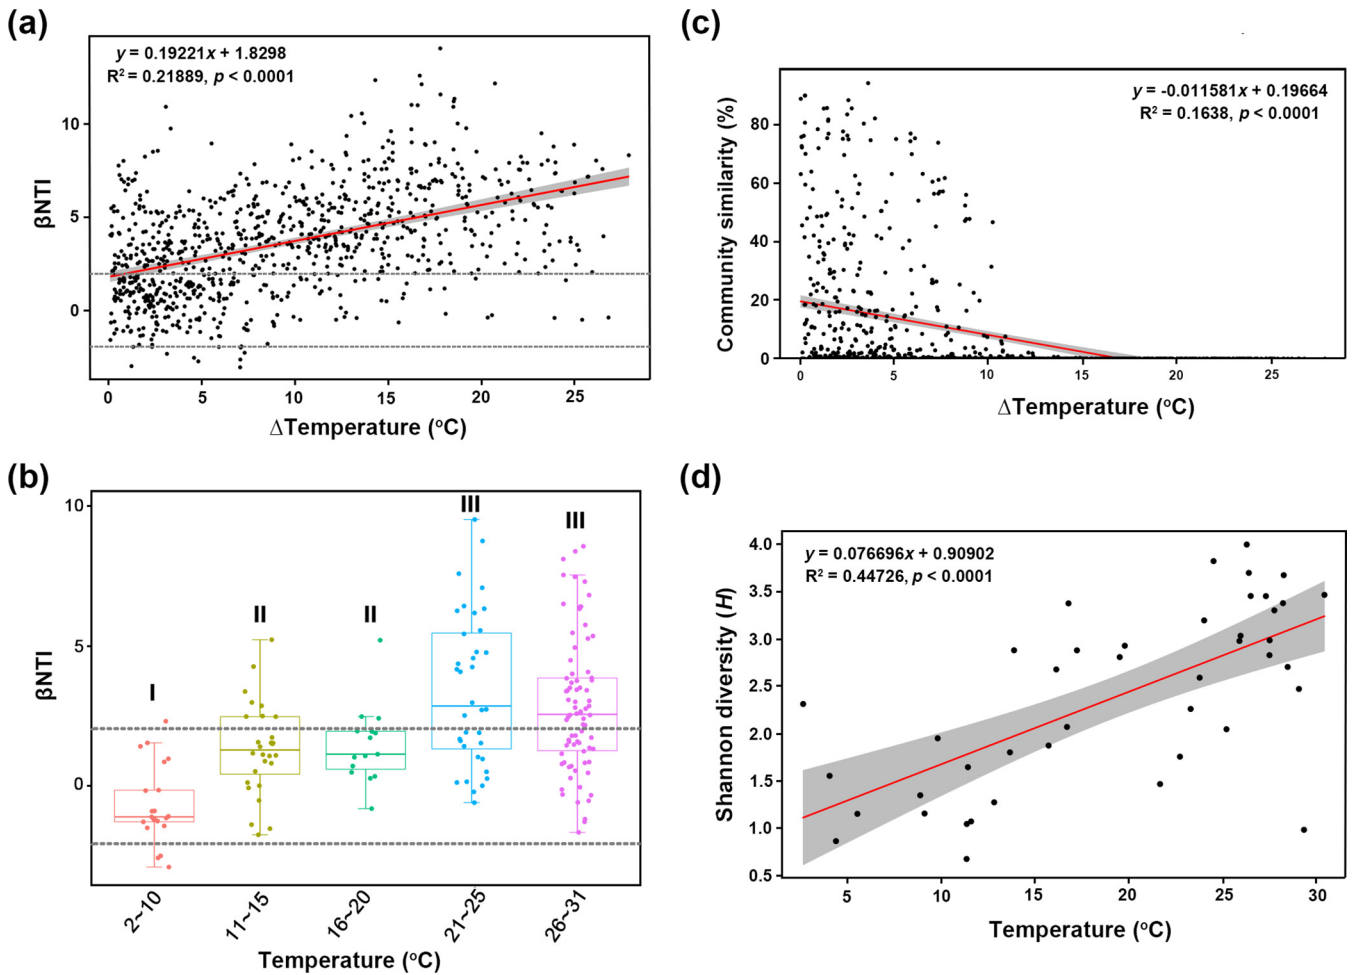 (a)
y = 0.19221x + 1.8298
R² = 0.21889, p < 0.0001
βNTI
10
5
0
0 5 10 15 20 25
ΔTemperature (°C)
(c)
y = -0.011581x + 0.19664
R² = 0.1638, p < 0.0001
Community similarity (%)
80
60
40
20
0
0 5 10 15 20 25
ΔTemperature (°C)
(b)
βNTI
10
5
0
I
II
II
III
III
2~10 11~15 16~20 21~25 26~31
Temperature (°C)
(d)
y = 0.076696x + 0.90902
R² = 0.44726, p < 0.0001
Shannon diversity (H)
4.0
3.5
3.0
2.5
2.0
1.5
1.0
0.5
5 10 15 20 25 30
Temperature (°C)